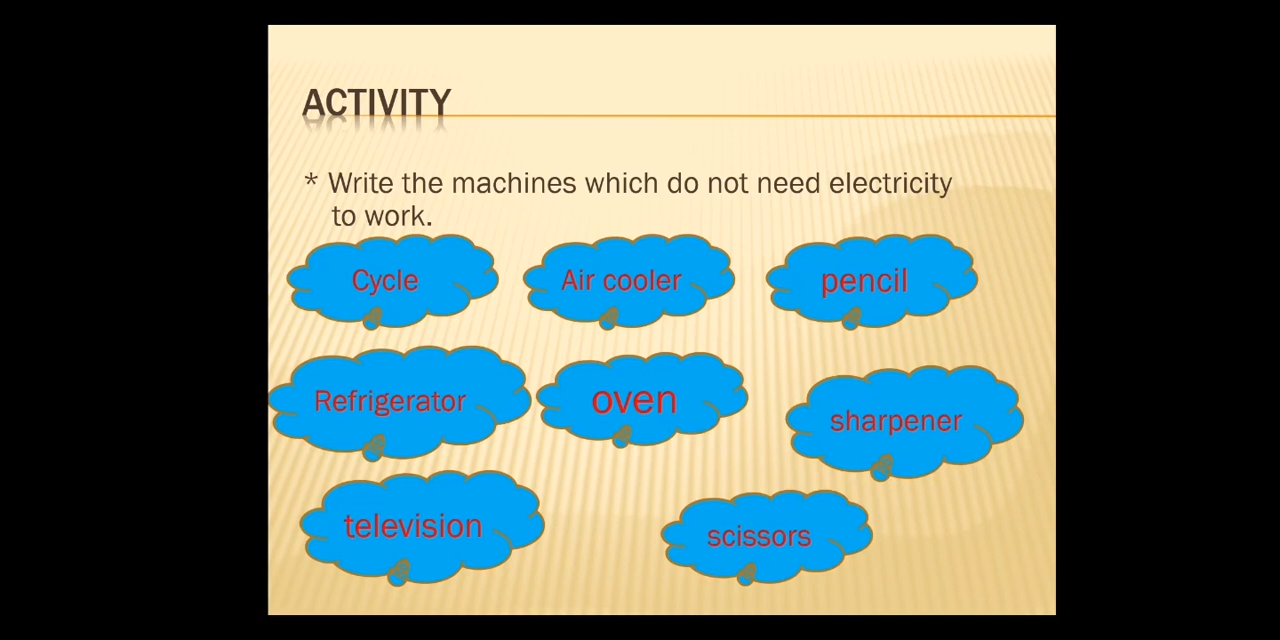 ACTIVITY
* Write the machines which do not need electricity
to work.
Cycle
Air cooler
pencil
Refrigerator
oven
sharpener
television
scissors